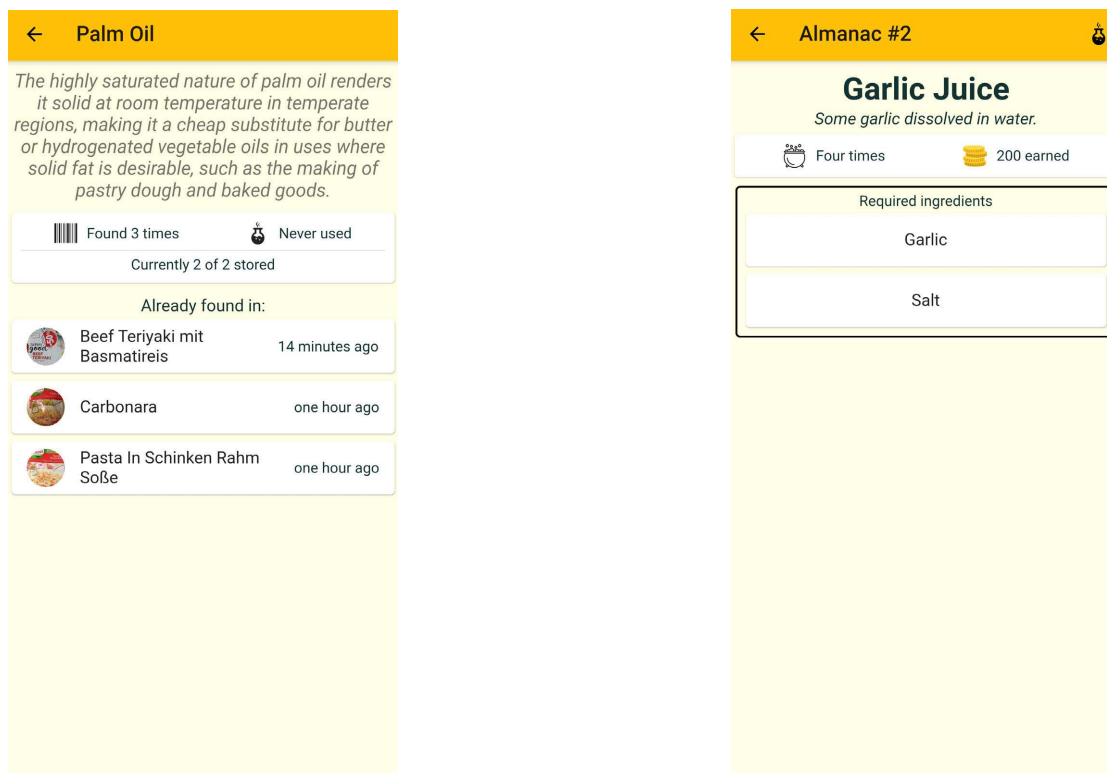 Palm Oil
The highly saturated nature of palm oil renders
it solid at room temperature in temperate
regions, making it a cheap substitute for butter
or hydrogenated vegetable oils in uses where
solid fat is desirable, such as the making of
pastry dough and baked goods.
Found 3 times
Never used
Currently 2 of 2 stored
Already found in:
Beef Teriyaki mit
Basmatireis
14 minutes ago
Carbonara
one hour ago
Pasta In Schinken Rahm
Soße
one hour ago
Almanac #2
Garlic Juice
Some garlic dissolved in water.
Four times
200 earned
Required ingredients
Garlic
Salt